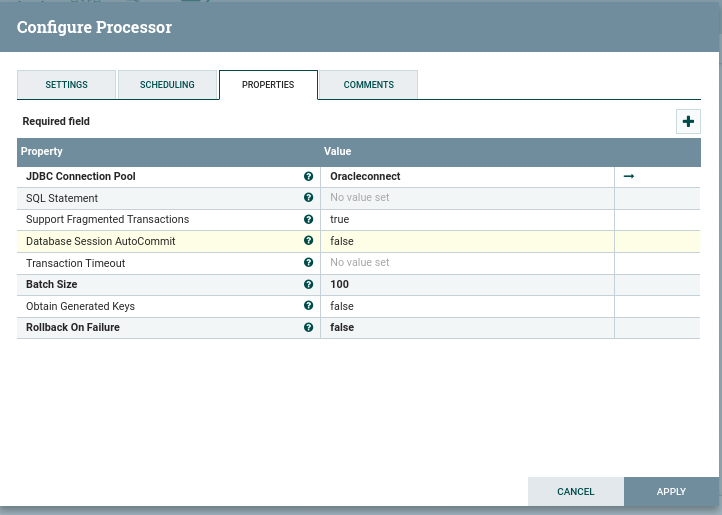 Configure Processor
SETTINGS SCHEDULING PROPERTIES COMMENTS
Required field
Property Value
JDBC Connection Pool Oracleconnect
SQL Statement No value set
Support Fragmented Transactions true
Database Session AutoCommit false
Transaction Timeout No value set
Batch Size 100
Obtain Generated Keys false
Rollback On Failure false
CANCEL APPLY